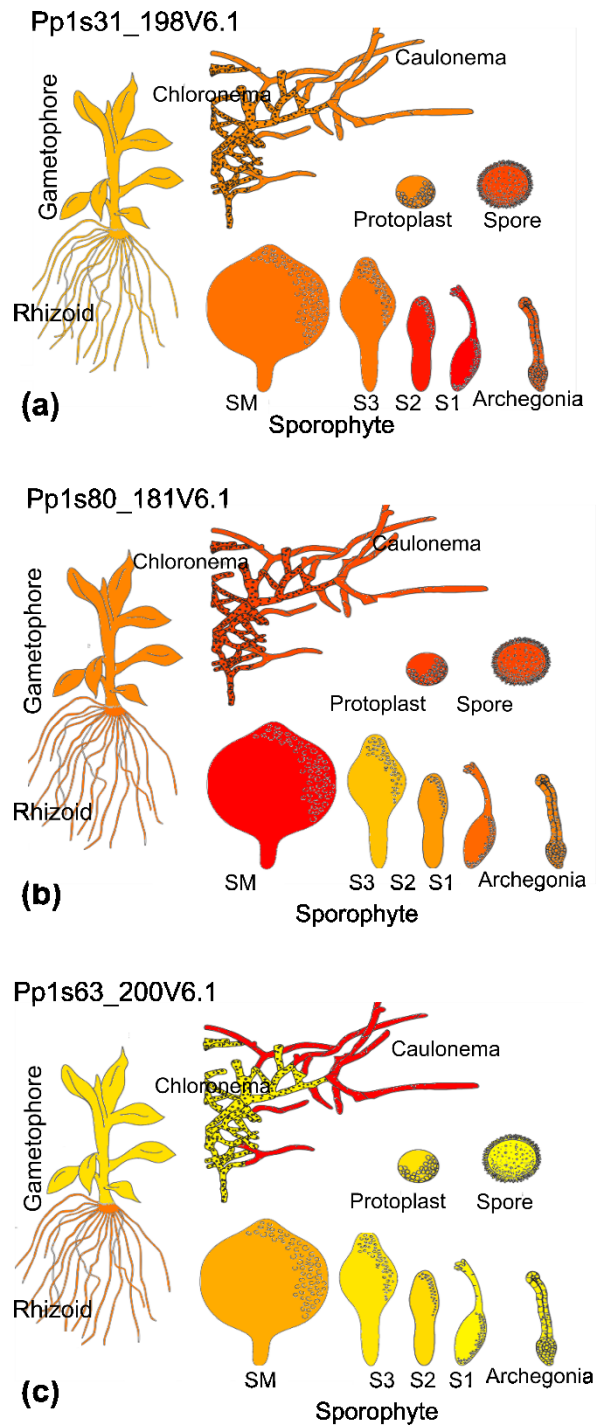 Pp1s31_198V6.1
Gametophore
Caulonema
Chloronema
Protoplast
Spore
Rhizoid
SM
S3
S2
S1
Archegonia
Sporophyte
(a)
Pp1s80_181V6.1
Gametophore
Chloronema
Caulonema
Protoplast
Spore
Rhizoid
SM
S3
S2
S1
Archegonia
Sporophyte
(b)
Pp1s63_200V6.1
Gametophore
Caulonema
Chloronema
Protoplast
Spore
Rhizoid
SM
S3
S2
S1
Archegonia
Sporophyte
(c)